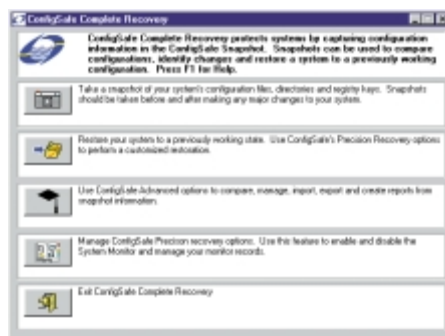 ConfigSafe Complete Recovery
ConfigSafe Complete Recovery protects systems by capturing configuration
information in the ConfigSafe Snapshot. Snapshots can be used to compare
configurations, identify changes and restore a system to a previously working
configuration. Press F1 for Help.
Take a snapshot of your system's configuration files, directories and registry keys. Snapshots
should be taken before and after making any major changes to your system.
Restore your system to a previously working state. Use ConfigSafe's Precision Recovery options
to perform a customized restoration.
Use ConfigSafe Advanced options to compare, manage, import, export and create reports from
snapshot information.
Manage ConfigSafe Precision recovery options. Use this feature to enable and disable the
System Monitor and manage your monitor records.
Exit ConfigSafe Complete Recovery